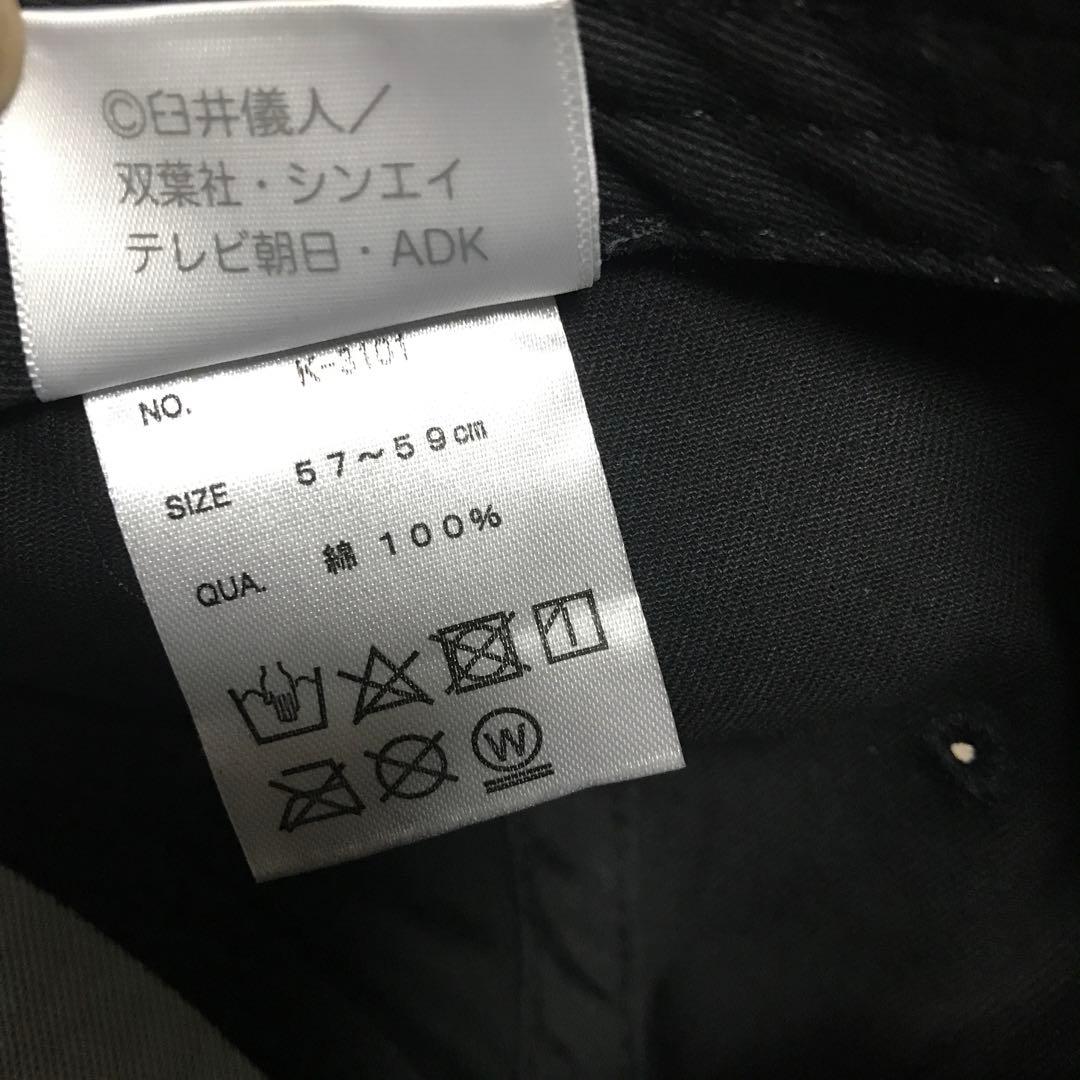 ©臼井儀人／
双葉社・シンエイ
テレビ朝日・ADK
NO. K-3101
SIZE 57～59cm
QUA. 綿 100%
W